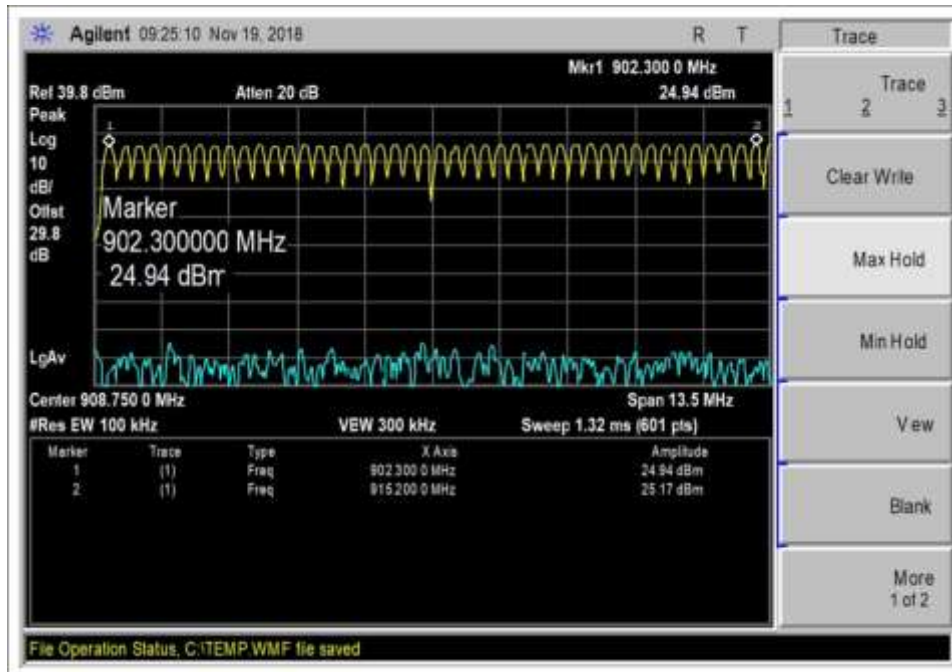 Agilent 09:25:10 Nov 19, 2018 R T Trace
Mkr1 902.300 0 MHz
Ref 39.8 dBm Atten 20 dB 24.94 dBm
Peak
Log
10
dB/
Offst
29.8
dB
1 2
Marker
902.300000 MHz
24.94 dBm
LgAv
Center 908.750 0 MHz Span 13.5 MHz
#Res EW 100 kHz VEW 300 kHz Sweep 1.32 ms (601 pts)
Marker Trace Type X Axis Amplitude
1 (1) Freq 902.300 0 MHz 24.94 dBm
2 (1) Freq 915.200 0 MHz 25.17 dBm
File Operation Status, C:\TEMP.WMF file saved
Trace
1 2 3
Clear Write
Max Hold
Min Hold
View
Blank
More
1 of 2